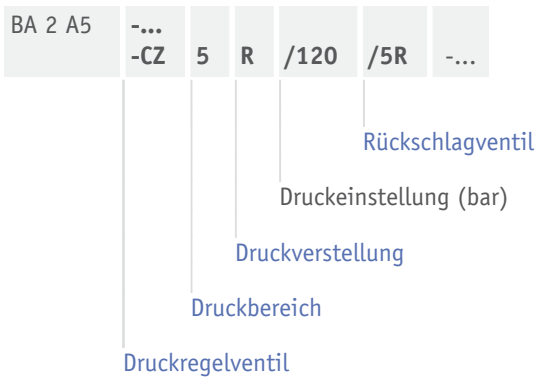 BA 2 A5 -...
-CZ 5 R /120 /5R -...
Rückschlagventil
Druckeinstellung (bar)
Druckverstellung
Druckbereich
Druckregelventil